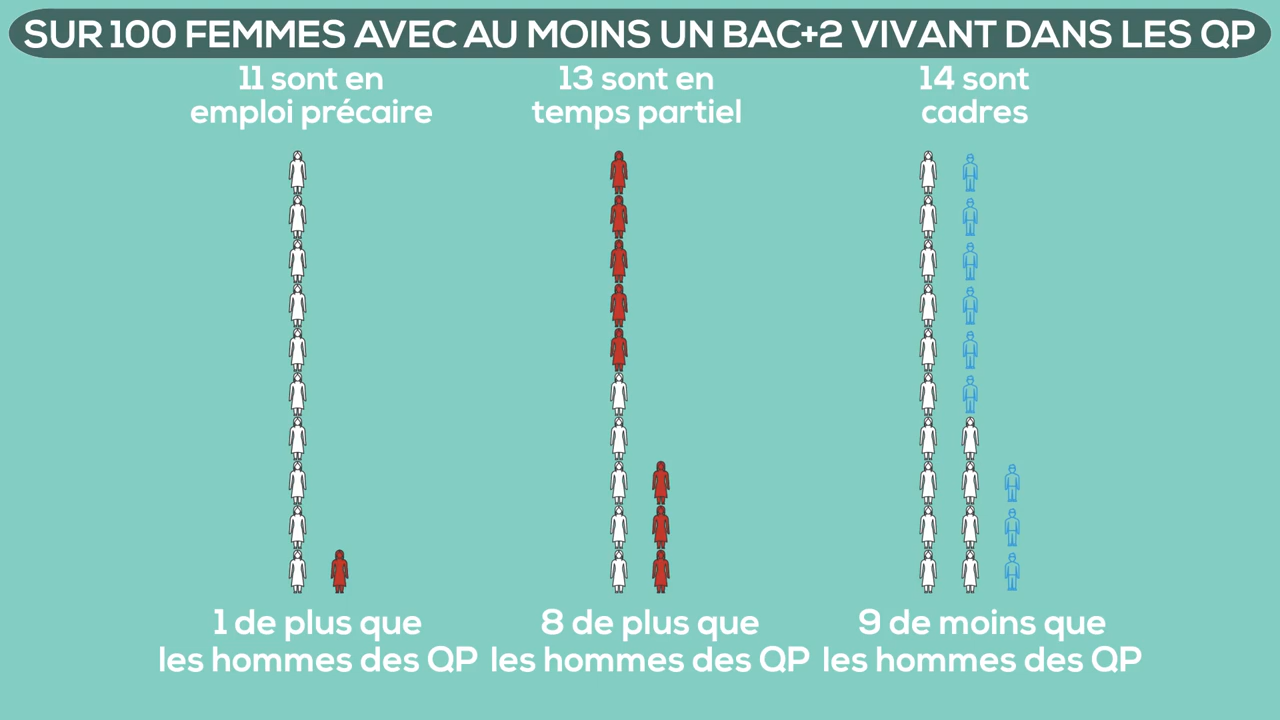 SUR 100 FEMMES AVEC AU MOINS UN BAC+2 VIVANT DANS LES QP
11 sont en
emploi précaire
13 sont en
temps partiel
14 sont
cadres
1 de plus que
les hommes des QP
8 de plus que
les hommes des QP
9 de moins que
les hommes des QP